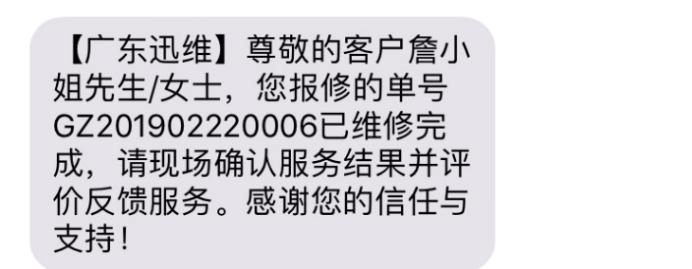 【广东迅维】尊敬的客户詹小
姐先生/女士，您报修的单号
GZ201902220006已维修完
成，请现场确认服务结果并评
价反馈服务。感谢您的信任与
支持！